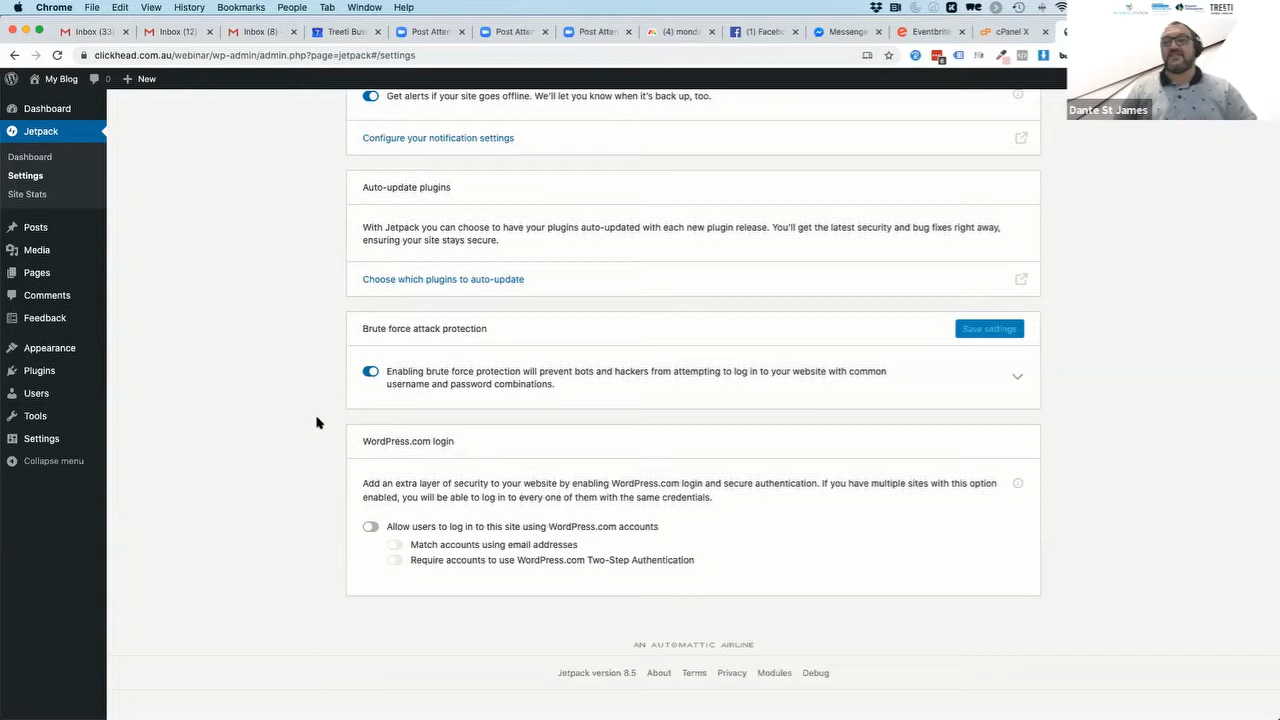 Chrome File Edit View History Bookmarks People Tab Window Help
Inbox (33) Inbox (12) Inbox (8) Treeti Bus Post Atten Post Atten Post Atten (4) mond (1) Faceb Messenge Eventbrite cPanel X
clickhead.com.au/webinar/wp-admin/admin.php?page=jetpack#/settings
My Blog 0 + New
TREETI
Dante St James
Dashboard
Jetpack
Dashboard
Settings
Site Stats
Posts
Media
Pages
Comments
Feedback
Appearance
Plugins
Users
Tools
Settings
Collapse menu
Get alerts if your site goes offline. We'll let you know when it's back up, too.
Configure your notification settings
Auto-update plugins
With Jetpack you can choose to have your plugins auto-updated with each new plugin release. You'll get the latest security and bug fixes right away,
ensuring your site stays secure.
Choose which plugins to auto-update
Brute force attack protection Save settings
Enabling brute force protection will prevent bots and hackers from attempting to log in to your website with common
username and password combinations.
WordPress.com login
Add an extra layer of security to your website by enabling WordPress.com login and secure authentication. If you have multiple sites with this option
enabled, you will be able to log in to every one of them with the same credentials.
Allow users to log in to this site using WordPress.com accounts
Match accounts using email addresses
Require accounts to use WordPress.com Two-Step Authentication
AN AUTOMATTIC AIRLINE
Jetpack version 8.5 About Terms Privacy Modules Debug